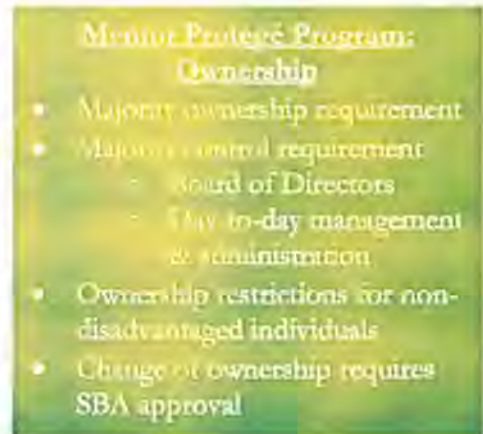 Mentor Protegé Program:
Ownership
• Majority ownership requirement
• Majority control requirement
- Board of Directors
- Day-to-day management
& administration
• Ownership restrictions for non-
disadvantaged individuals
• Change of ownership requires
SBA approval